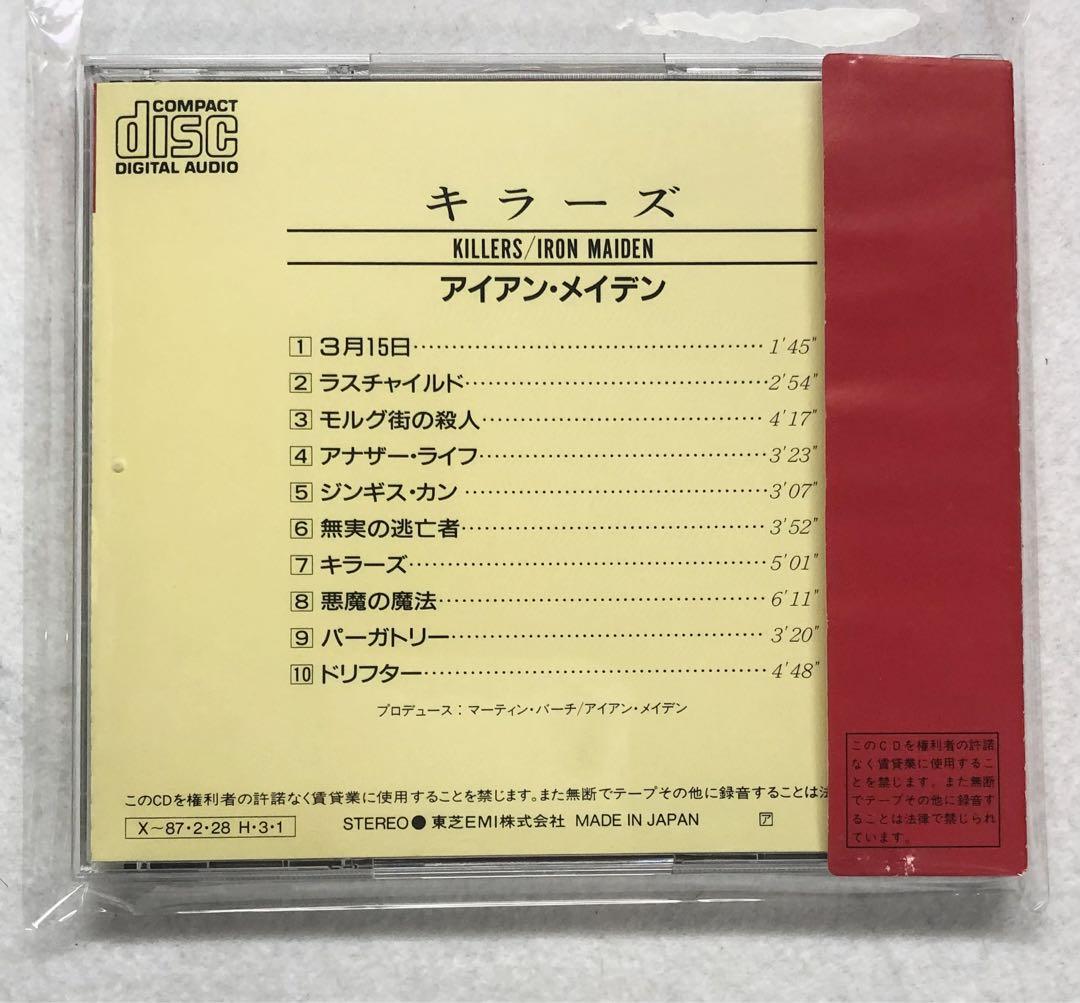 COMPACT
disc
DIGITAL AUDIO
キラーズ
KILLERS/IRON MAIDEN
アイアン・メイデン
1 3月15日 1'45"
2 ラスチャイルド 2'54"
3 モルグ街の殺人 4'17"
4 アナザー・ライフ 3'23"
5 ジンギス・カン 3'07"
6 無実の逃亡者 3'52"
7 キラーズ 5'01"
8 悪魔の魔法 6'11"
9 パーガトリー 3'20"
10 ドリフター 4'48"
プロデュース：マーティン・バーチ/アイアン・メイデン
このCDを権利者の許諾なく賃貸業に使用することを禁じます。また無断でテープその他に録音することは法
X〜87・2・28 H・3・1
STEREO●東芝EMI株式会社 MADE IN JAPAN ア
このCDを権利者の許諾
なく賃貸業に使用するこ
とを禁じます。また無断
でテープその他に録音す
ることは法律で禁じられ
ています。